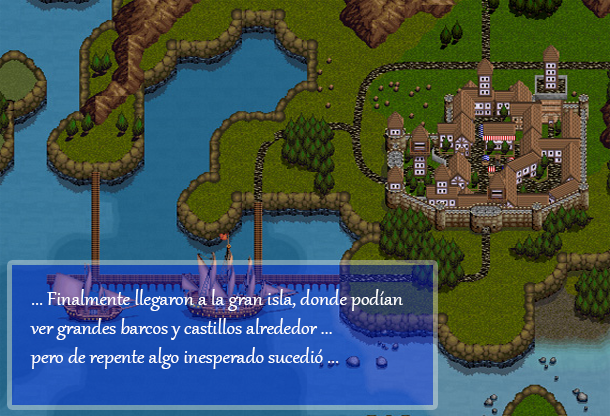 ... Finalmente llegaron a la gran isla, donde podían
ver grandes barcos y castillos alrededor ...
pero de repente algo inesperado sucedió ...